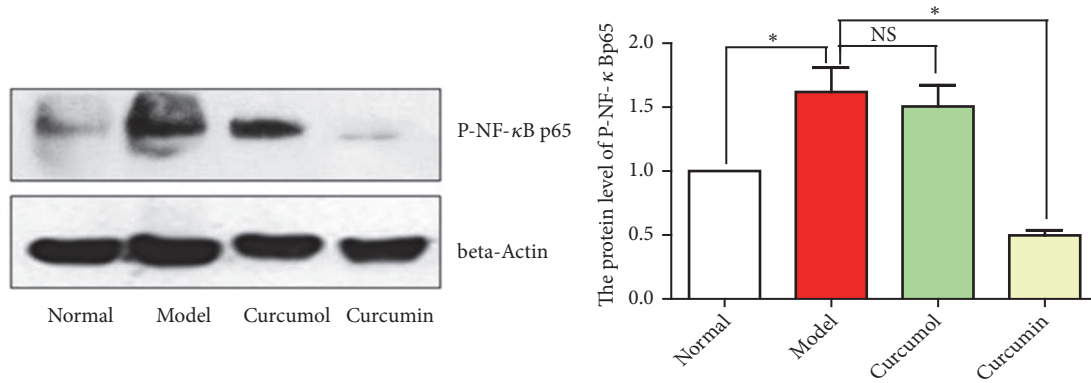 P-NF-κB p65
beta-Actin
Normal Model Curcumol Curcumin
The protein level of P-NF- κ Bp65
2.0
1.5
1.0
0.5
0.0
*
NS
*
Normal
Model
Curcumol
Curcumin